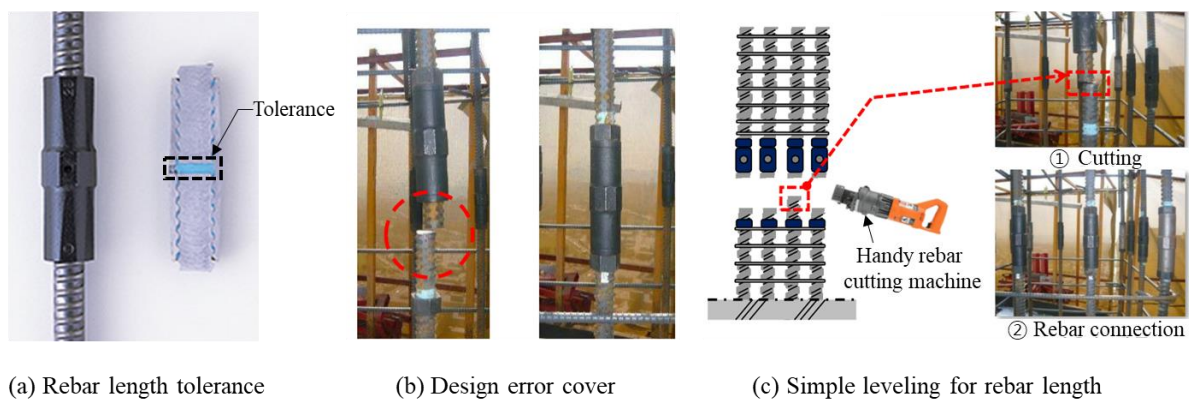 Tolerance
① Cutting
Handy rebar
cutting machine
② Rebar connection
(a) Rebar length tolerance
(b) Design error cover
(c) Simple leveling for rebar length